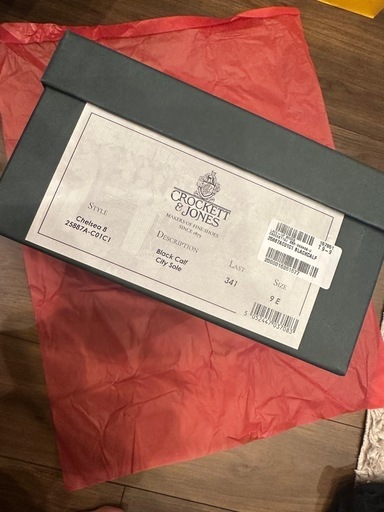 CROCKETT
& JONES
MAKERS OF FINE SHOES
SINCE 1879
STYLE
Chelsea 8
25887A-C01C1
DESCRIPTION
Black Calf
City Sole
LAST
341
SIZE
9 E